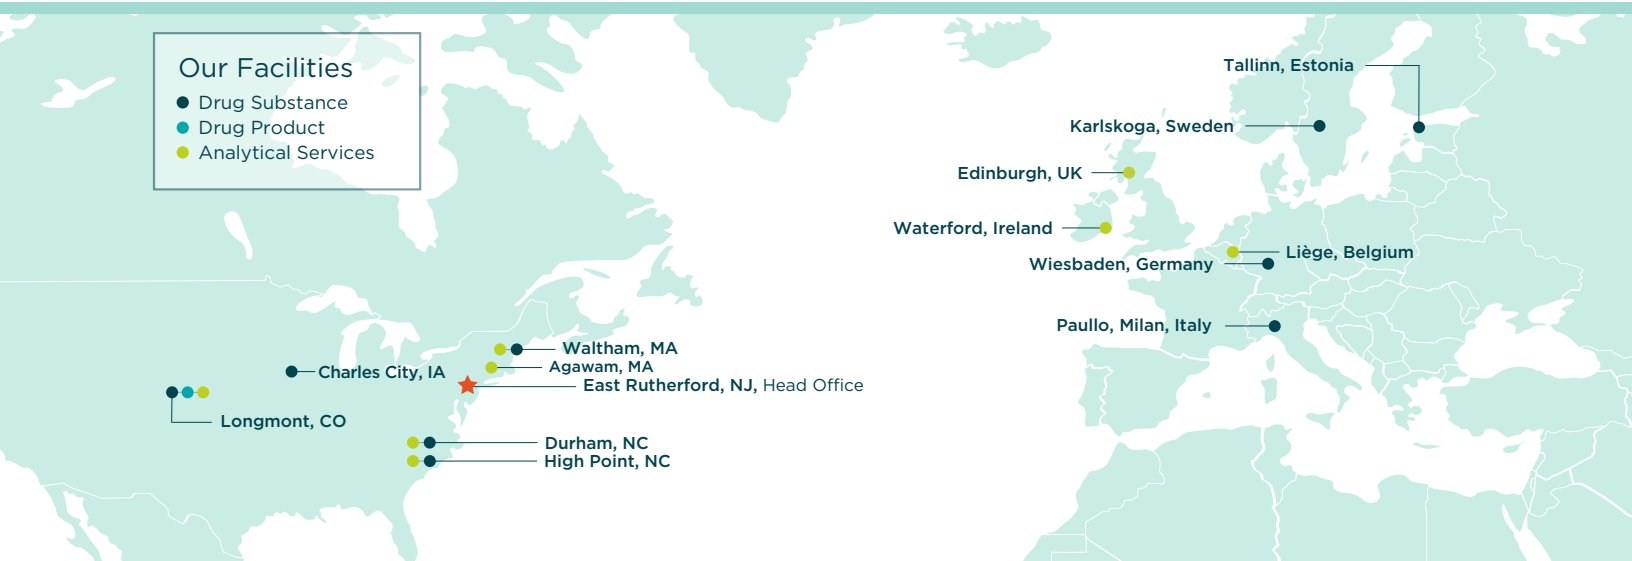 Our Facilities
Drug Substance
Drug Product
Analytical Services
Tallinn, Estonia
Karlskoga, Sweden
Edinburgh, UK
Waterford, Ireland
Liège, Belgium
Wiesbaden, Germany
Paullo, Milan, Italy
Waltham, MA
Agawam, MA
Charles City, IA
East Rutherford, NJ, Head Office
Longmont, CO
Durham, NC
High Point, NC